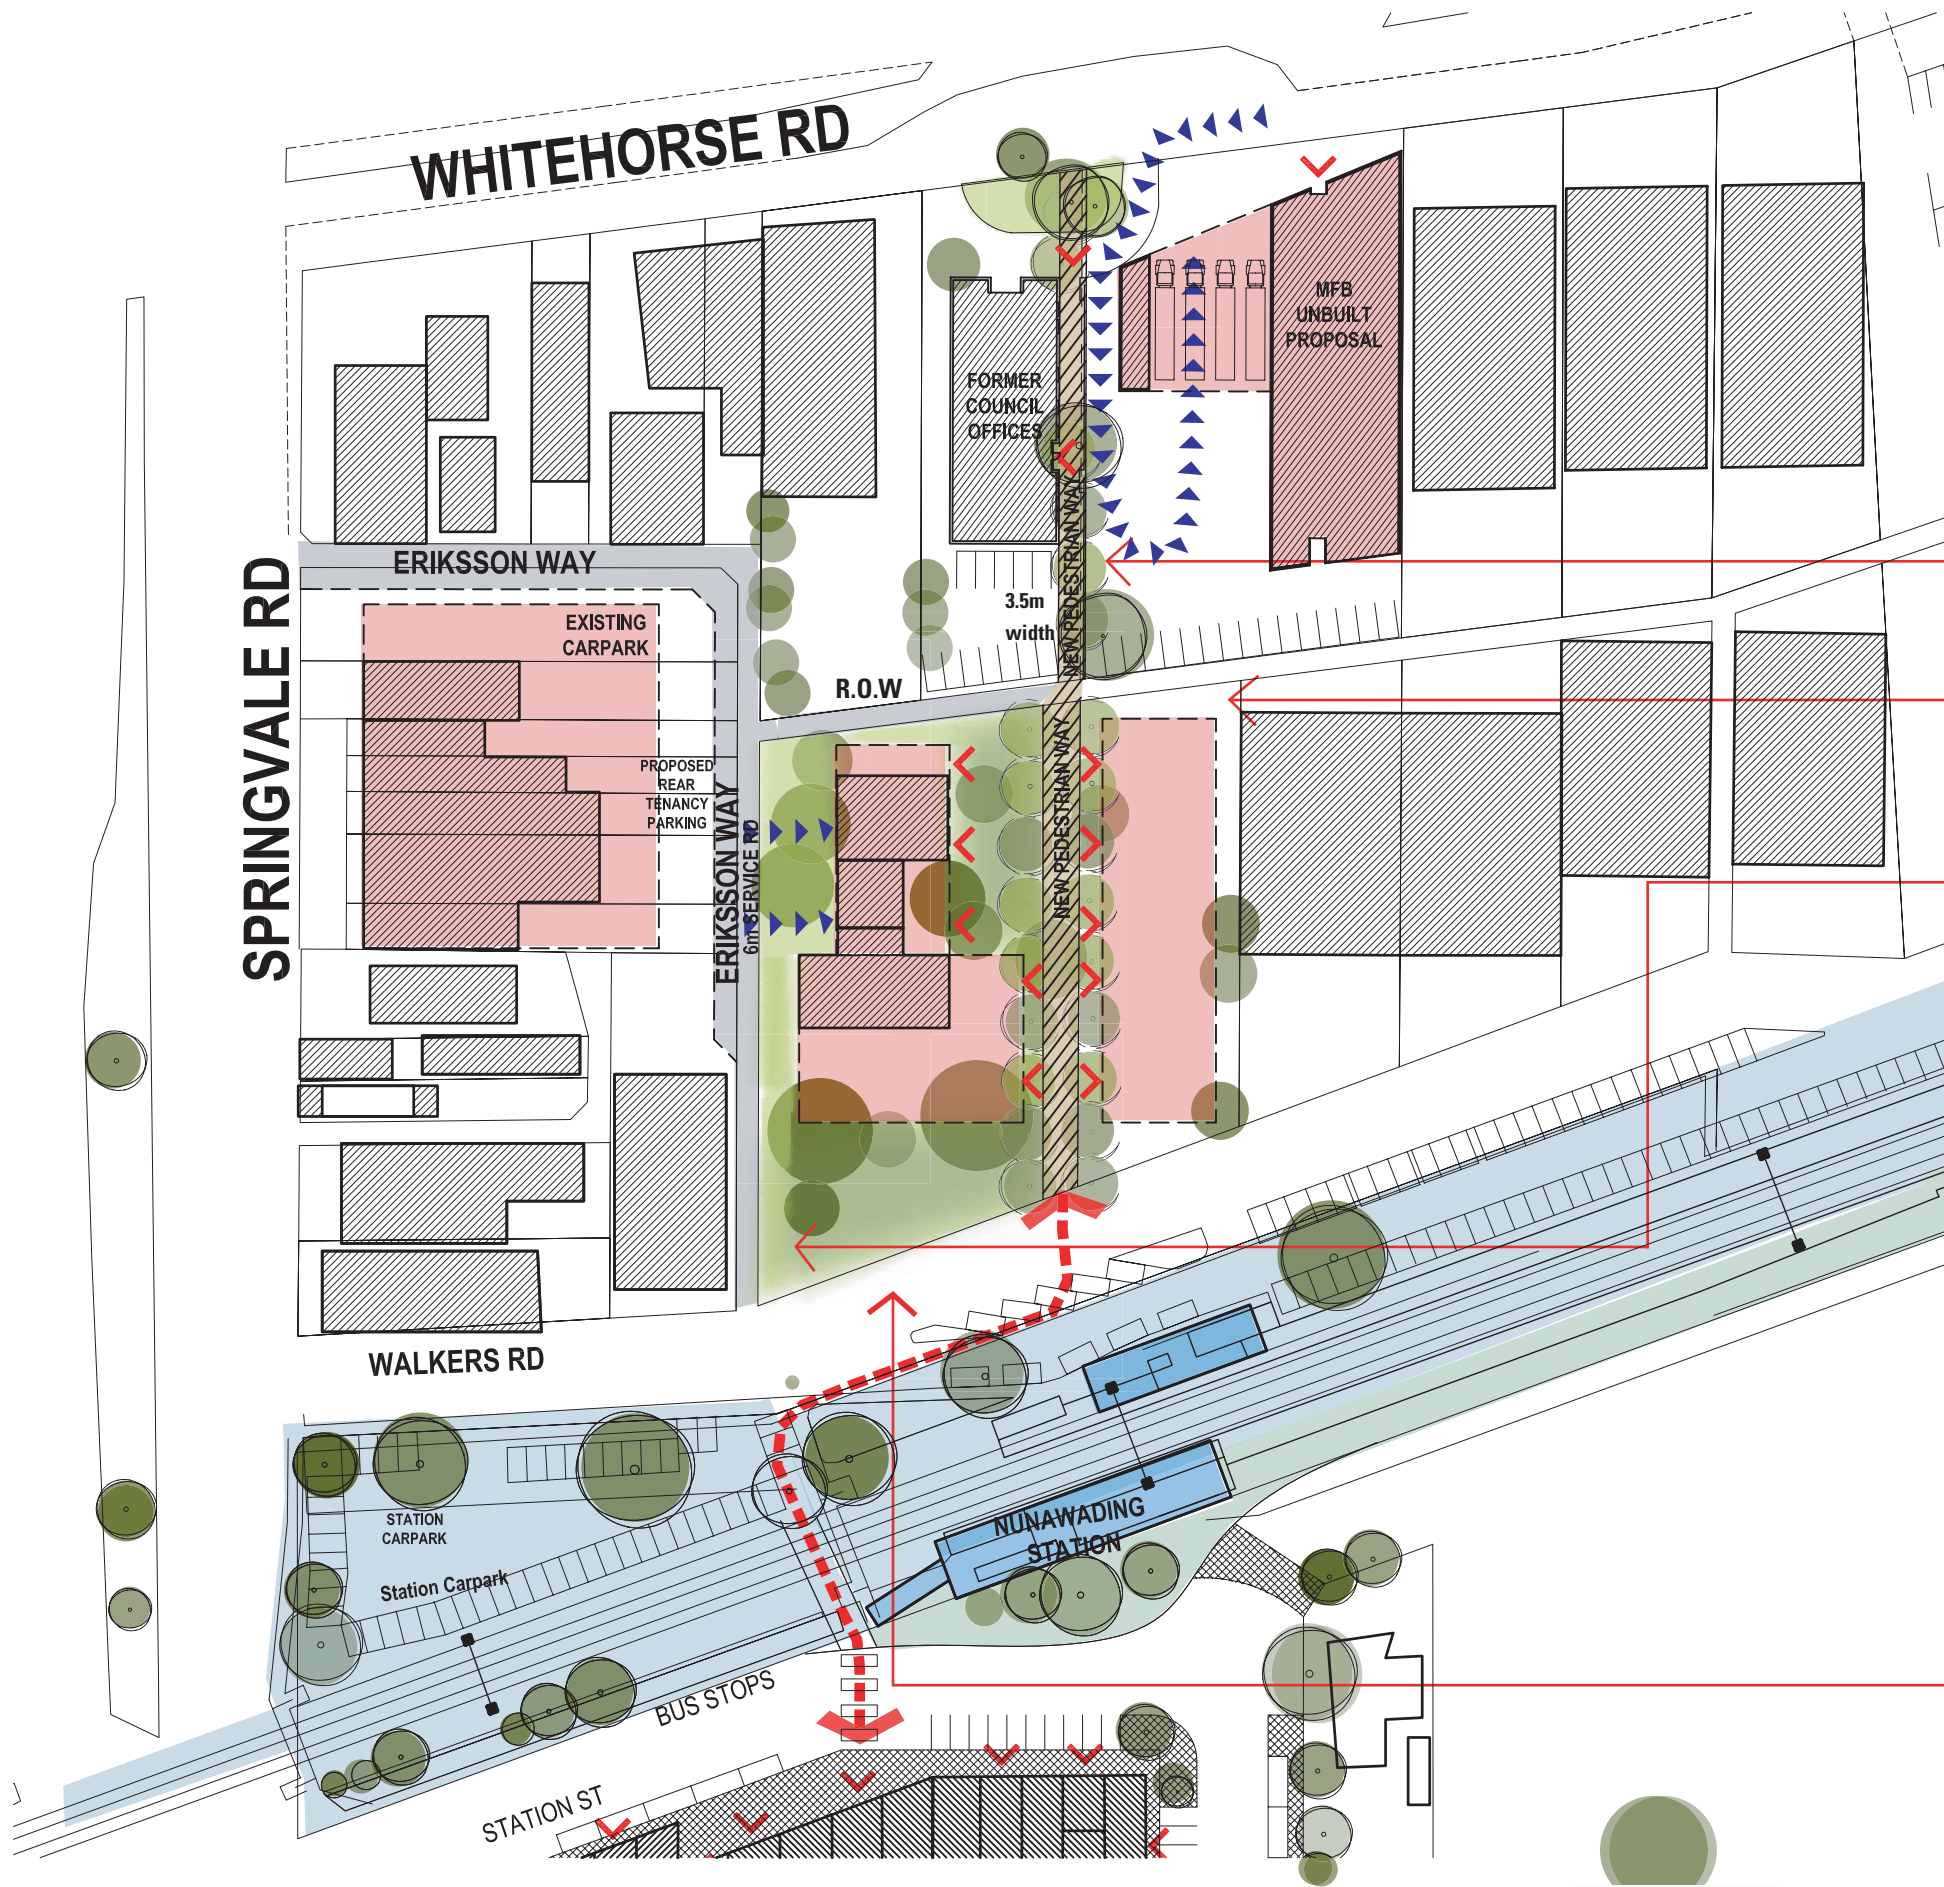 WHITEHORSE RD
MFB
UNBUILT
PROPOSAL
FORMER
COUNCIL
OFFICES
NEW PEDESTRIAN WAY
ERIKSSON WAY
SPRINGVALE RD
3.5m
width
EXISTING
CARPARK
R.O.W
PROPOSED
REAR
TENANCY
PARKING
ERIKSSON WAY
6m SERVICE RD
NEW PEDESTRIAN WAY
WALKERS RD
STATION
CARPARK
Station Carpark
NUNAWADING
STATION
BUS STOPS
STATION ST